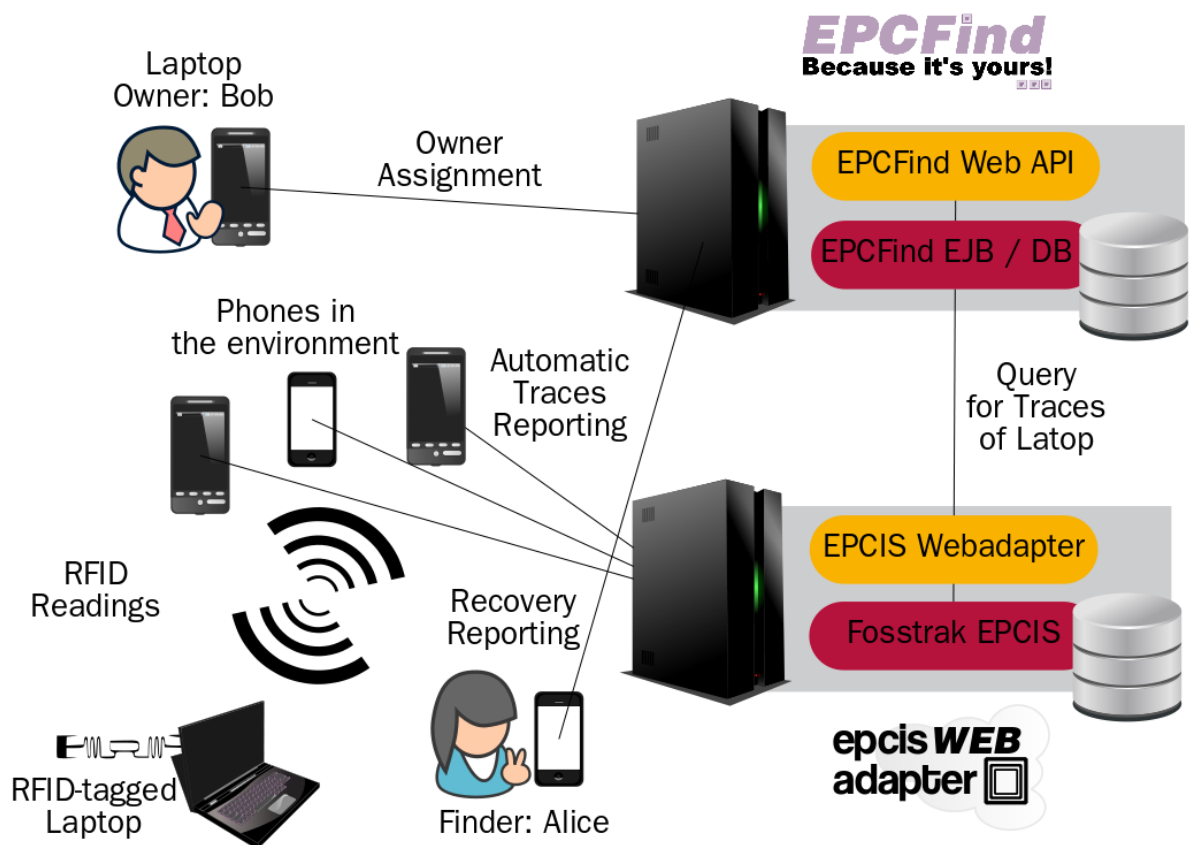 EPCFind
Because it's yours!
Laptop
Owner: Bob
Owner
Assignment
EPCFind Web API
EPCFind EJB / DB
Phones in
the environment
Automatic
Traces
Reporting
Query
for Traces
of Latop
EPCIS Webadapter
Fosstrak EPCIS
RFID
Readings
Recovery
Reporting
RFID-tagged
Laptop
Finder: Alice
epcis WEB
adapter